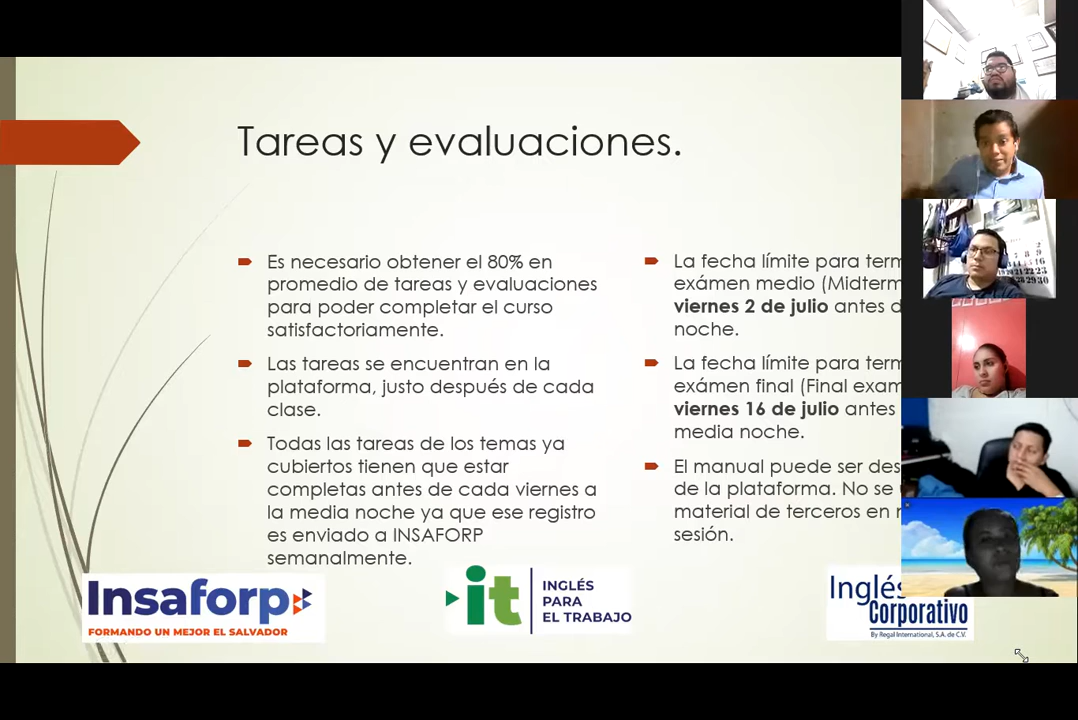 Tareas y evaluaciones.
Es necesario obtener el 80% en
promedio de tareas y evaluaciones
para poder completar el curso
satisfactoriamente.
Las tareas se encuentran en la
plataforma, justo después de cada
clase.
Todas las tareas de los temas ya
cubiertos tienen que estar
completas antes de cada viernes a
la media noche ya que ese registro
es enviado a INSAFORP
semanalmente.
La fecha límite para term
exámen medio (Midterm
viernes 2 de julio antes d
noche.
La fecha límite para term
exámen final (Final exam
viernes 16 de julio antes
media noche.
El manual puede ser des
de la plataforma. No se
material de terceros en
sesión.
Insaforp
FORMANDO UN MEJOR EL SALVADOR
it
INGLÉS
PARA
EL TRABAJO
Inglés
Corporativo
By Regal International, S.A. de C.V.